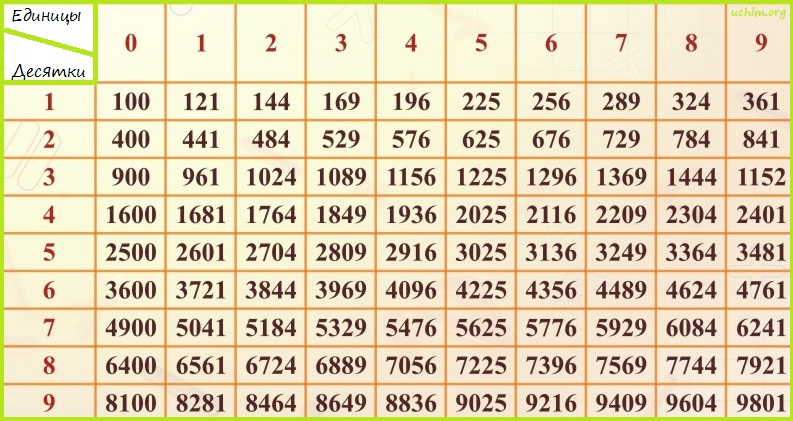 Единицы
uchim.org
Десятки
0 1 2 3 4 5 6 7 8 9
1 100 121 144 169 196 225 256 289 324 361
2 400 441 484 529 576 625 676 729 784 841
3 900 961 1024 1089 1156 1225 1296 1369 1444 1152
4 1600 1681 1764 1849 1936 2025 2116 2209 2304 2401
5 2500 2601 2704 2809 2916 3025 3136 3249 3364 3481
6 3600 3721 3844 3969 4096 4225 4356 4489 4624 4761
7 4900 5041 5184 5329 5476 5625 5776 5929 6084 6241
8 6400 6561 6724 6889 7056 7225 7396 7569 7744 7921
9 8100 8281 8464 8649 8836 9025 9216 9409 9604 9801